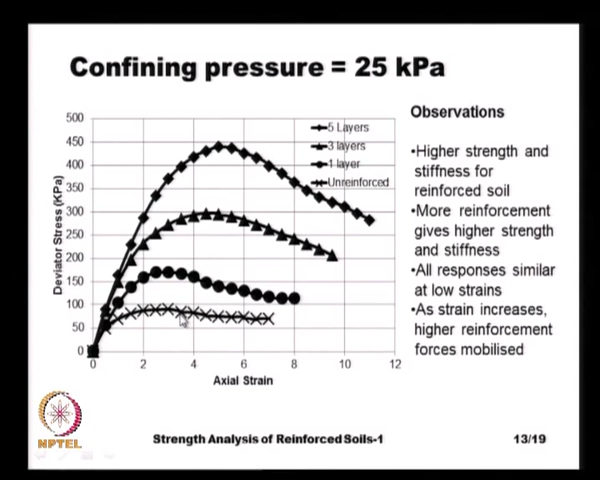 Confining pressure = 25 kPa
500
450
400
350
300
250
200
150
100
50
0
0
2
4
6
8
10
12
Deviator Stress (KPa)
Axial Strain
5 Layers
3 layers
1 layer
Unreinforced
Observations
•Higher strength and
stiffness for
reinforced soil
•More reinforcement
gives higher strength
and stiffness
•All responses similar
at low strains
•As strain increases,
higher reinforcement
forces mobilised
NPTEL
Strength Analysis of Reinforced Soils-1
13/19